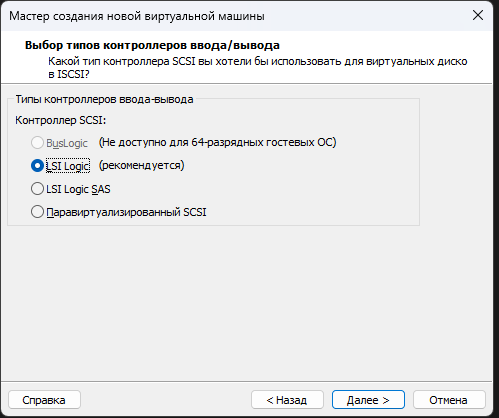 Мастер создания новой виртуальной машины
Выбор типов контроллеров ввода/вывода
Какой тип контроллера SCSI вы хотели бы использовать для виртуальных диско
в ISCSI?
Типы контроллеров ввода-вывода
Контроллер SCSI:
BusLogic (Не доступно для 64-разрядных гостевых ОС)
LSI Logic (рекомендуется)
LSI Logic SAS
Паравиртуализированный SCSI
Справка < Назад Далее > Отмена